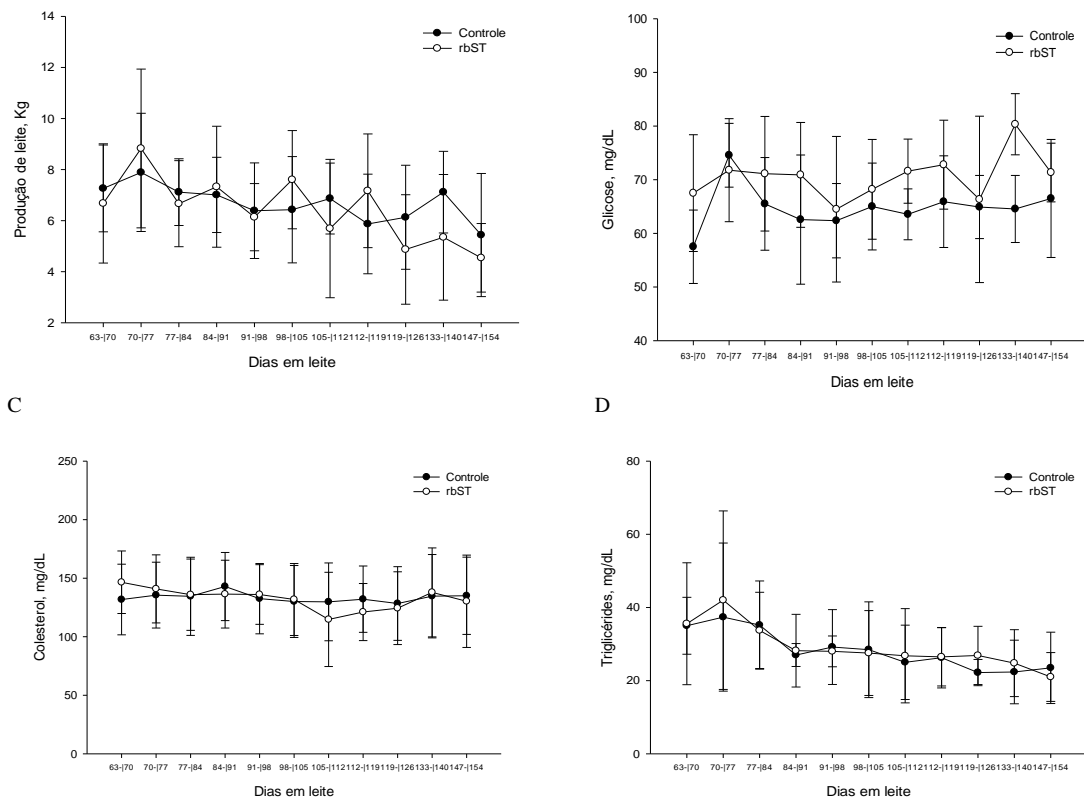 14
12
10
8
6
4
2
Produção de leite, Kg
Controle
rbST
63-|70 70-|77 77-|84 84-|91 91-|98 98-|105 105-|112 112-|119 119-|126 133-|140 147-|154
Dias em leite
100
90
80
70
60
50
40
Glicose, mg/dL
Controle
rbST
63-|70 70-|77 77-|84 84-|91 91-|98 98-|105 105-|112 112-|119 119-|126 133-|140 147-|154
Dias em leite
C
D
250
200
150
100
50
0
Colesterol, mg/dL
Controle
rbST
63-|70 70-|77 77-|84 84-|91 91-|98 98-|105 105-|112 112-|119 119-|126 133-|140 147-|154
Dias em leite
80
60
40
20
0
Triglicérides, mg/dL
Controle
rbST
63-|70 70-|77 77-|84 84-|91 91-|98 98-|105 105-|112 112-|119 119-|126 133-|140 147-|154
Dias em leite